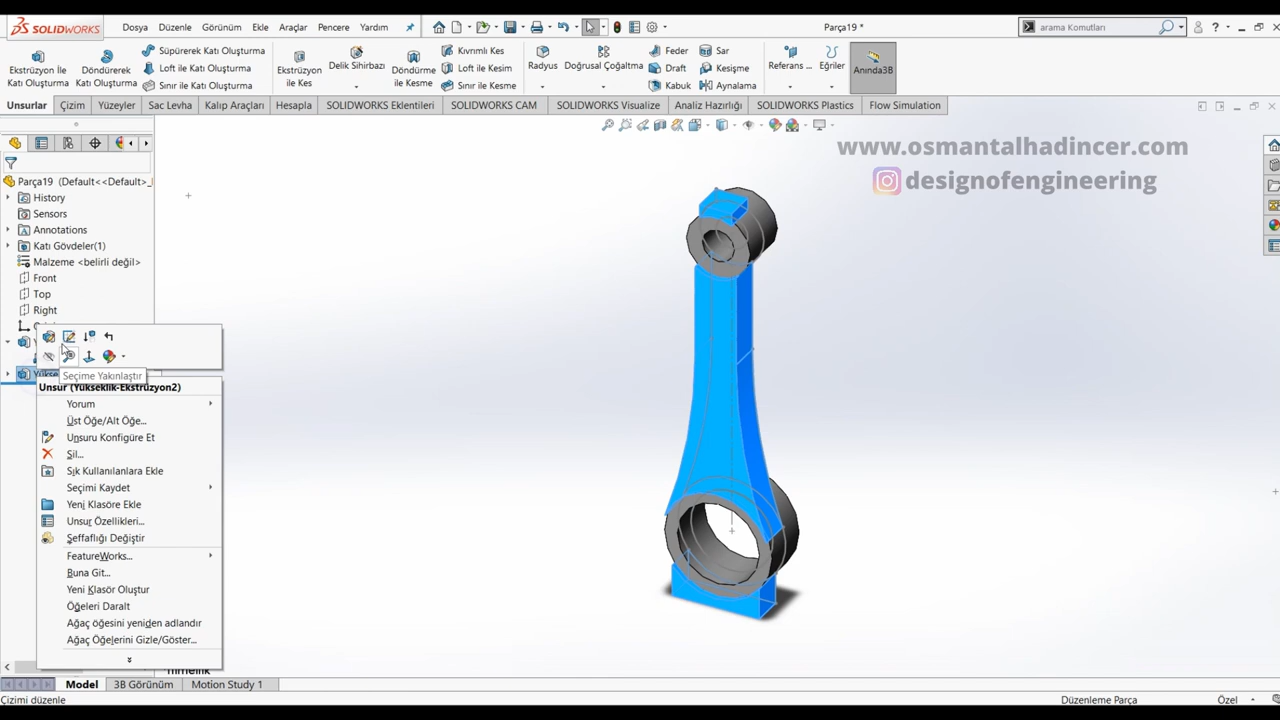 SOLIDWORKS
Dosya Düzenle Görünüm Ekle Araçlar Pencere Yardım
Parça19 *
arama Komutları
Ekstrüzyon İle Katı Oluşturma
Döndürerek Katı Oluşturma
Süpürerek Katı Oluşturma
Loft ile Katı Oluşturma
Sınır ile Katı Oluşturma
Ekstrüzyon ile Kes
Delik Sihirbazı
Döndürme ile Kesme
Kıvrımlı Kes
Loft ile Kesim
Sınır ile Kesme
Radyus
Doğrusal Çoğaltma
Feder
Draft
Kabuk
Sar
Kesişme
Aynalama
Referans ...
Eğriler
Anında3B
Unsurlar Çizim Yüzeyler Sac Levha Kalıp Araçları Hesapla SOLIDWORKS Eklentileri SOLIDWORKS CAM SOLIDWORKS Visualize Analiz Hazırlığı SOLIDWORKS Plastics Flow Simulation
www.osmantalhadincer.com
designofengineering
Parça19 (Default<<Default>_
History
Sensors
Annotations
Katı Gövdeler(1)
Malzeme <belirli değil>
Front
Top
Right
Seçime Yakınlaştır
Unsur (Yükseklik-Ekstrüzyon2)
Yorum
Üst Öğe/Alt Öğe...
Unsuru Konfigüre Et
Sil...
Sık Kullanılanlara Ekle
Seçimi Kaydet
Yeni Klasöre Ekle
Unsur Özellikleri...
Şeffaflığı Değiştir
FeatureWorks...
Buna Git...
Yeni Klasör Oluştur
Öğeleri Daralt
Ağaç öğesini yeniden adlandır
Ağaç Öğelerini Gizle/Göster...
Model 3B Görünüm Motion Study 1
Çizimi düzenle
Düzenleme Parça
Özel